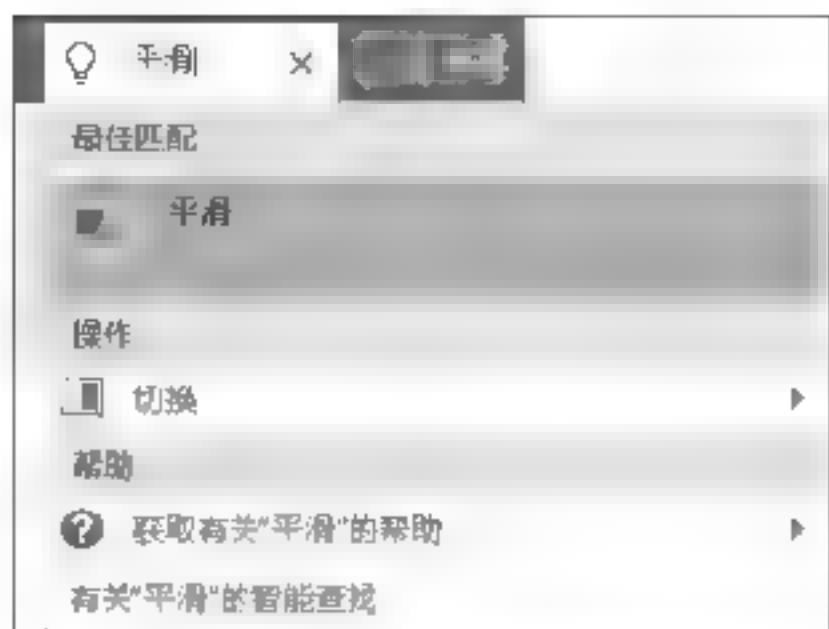 平滑
最佳匹配
平滑
操作
切换
帮助
获取有关"平滑"的帮助
有关"平滑"的智能查找